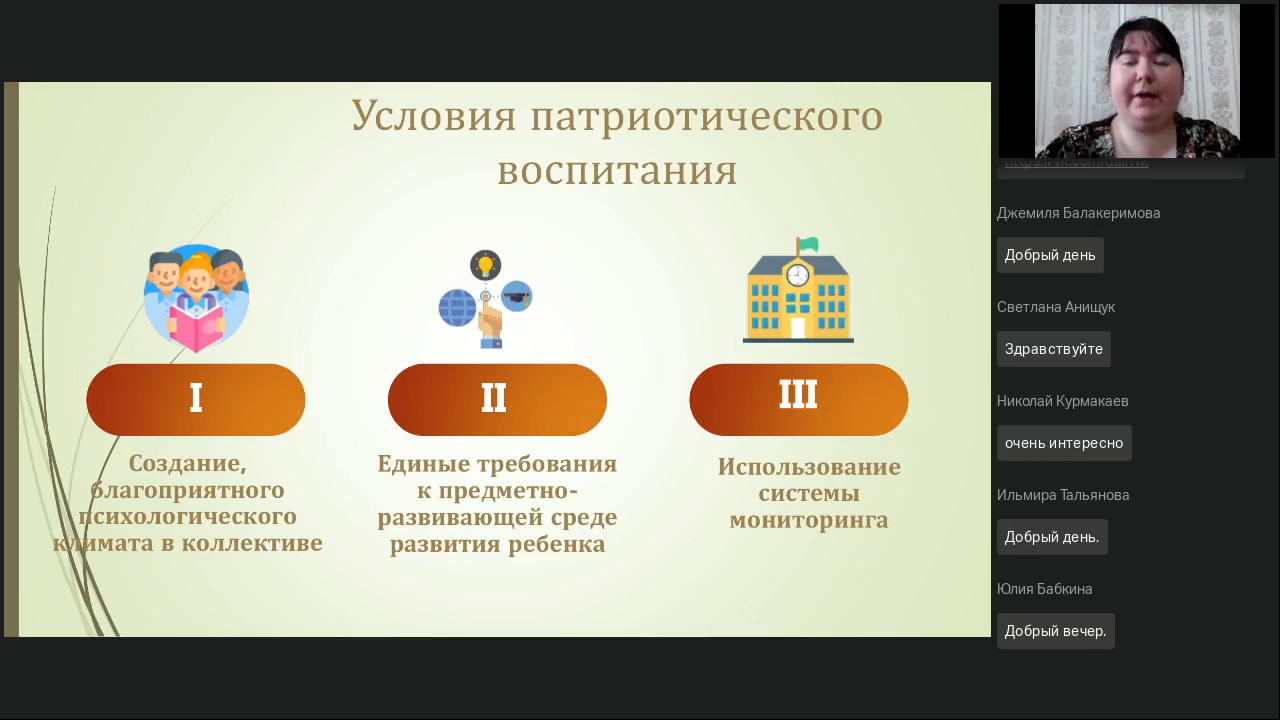 Условия патриотического
воспитания
I
Создание,
благоприятного
психологического
климата в коллективе
II
Единые требования
к предметно-
развивающей среде
развития ребенка
III
Использование
системы
мониторинга
Джемиля Балакеримова
Добрый день
Светлана Анищук
Здравствуйте
Николай Курмакаев
очень интересно
Ильмира Тальянова
Добрый день.
Юлия Бабкина
Добрый вечер.